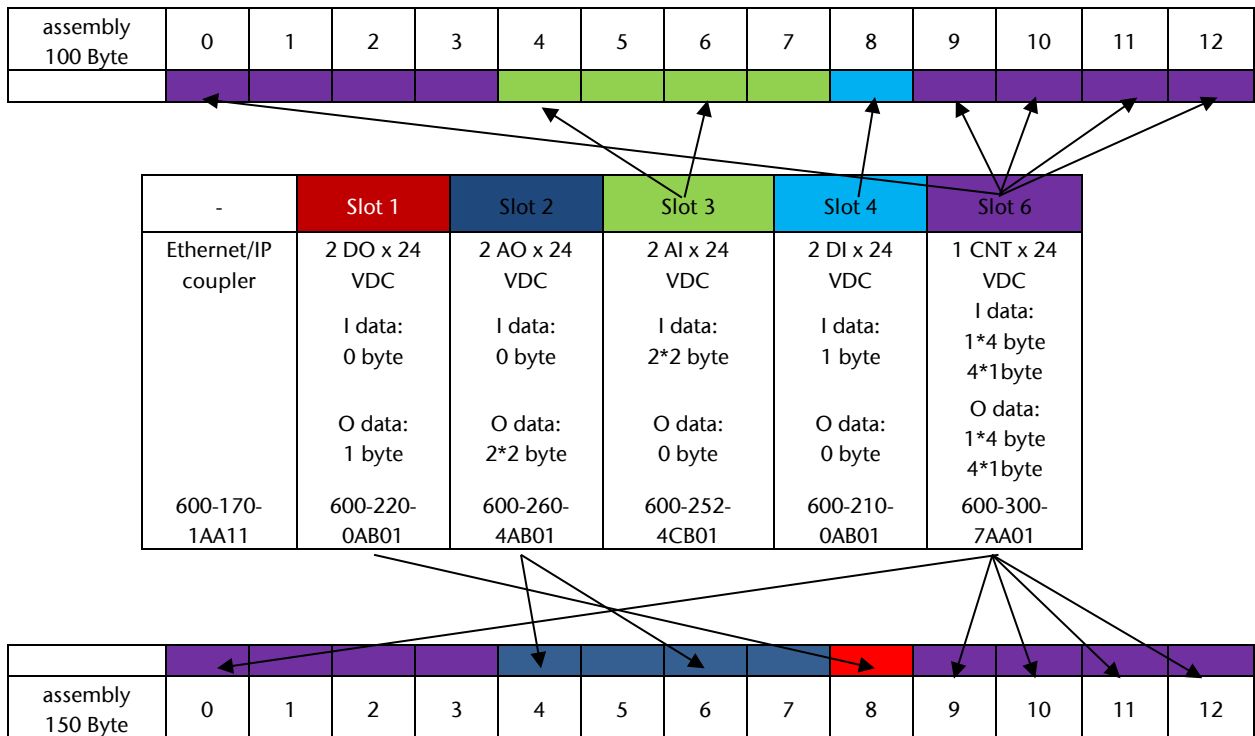 assembly 100 Byte 0 1 2 3 4 5 6 7 8 9 10 11 12
- Slot 1 Slot 2 Slot 3 Slot 4 Slot 6
Ethernet/IP 2 DO x 24 2 AO x 24 2 AI x 24 2 DI x 24 1 CNT x 24
coupler VDC VDC VDC VDC VDC
I data: I data: I data: I data: I data:
0 byte 0 byte 2*2 byte 1 byte 1*4 byte
4*1byte
O data: O data: O data: O data: O data:
1 byte 2*2 byte 0 byte 0 byte 1*4 byte
4*1byte
600-170- 600-220- 600-260- 600-252- 600-210- 600-300-
1AA11 0AB01 4AB01 4CB01 0AB01 7AA01
assembly 150 Byte 0 1 2 3 4 5 6 7 8 9 10 11 12